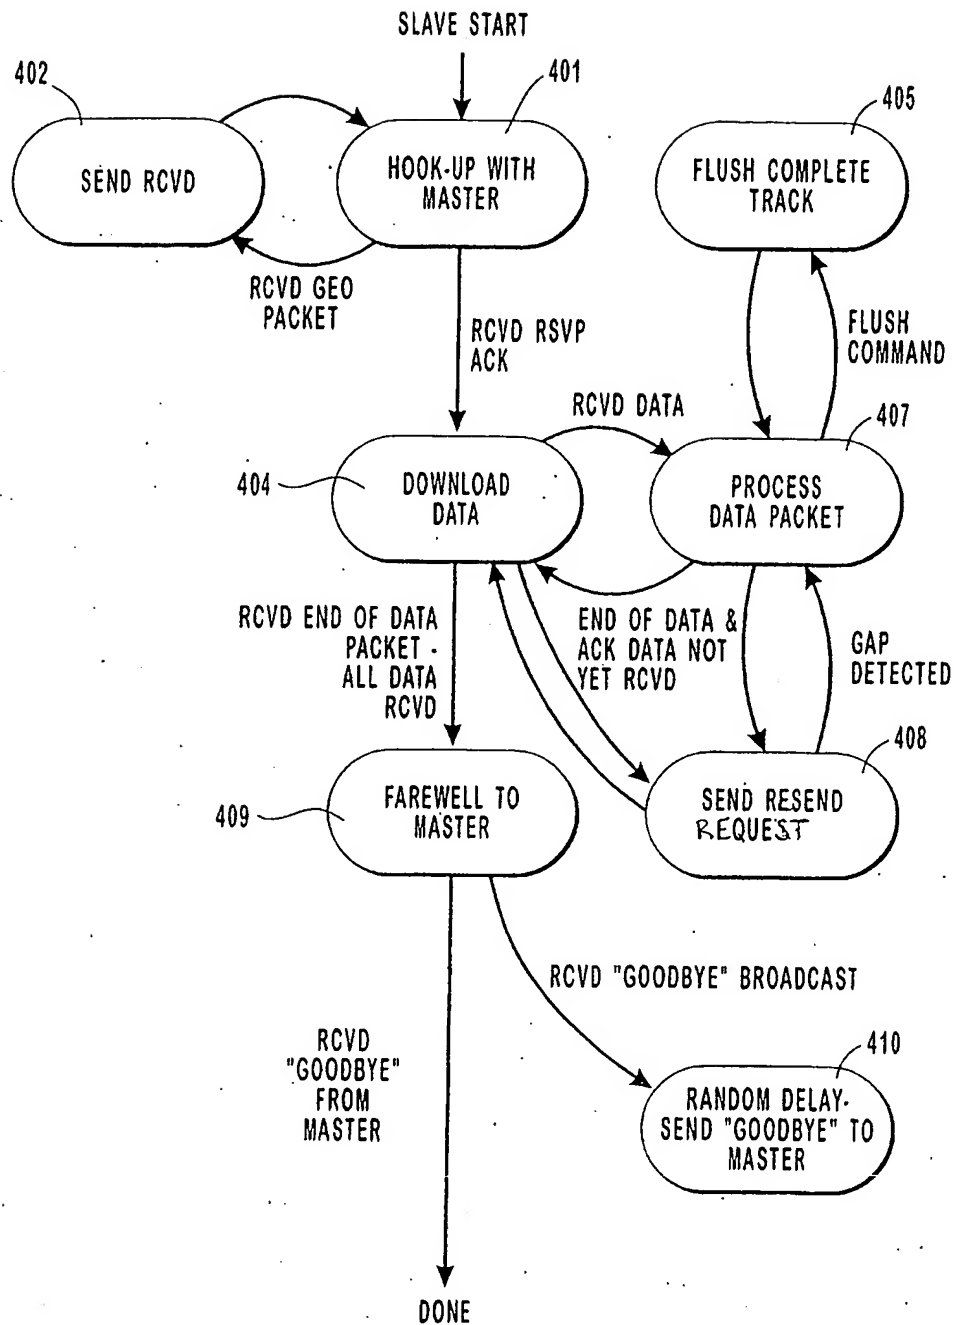 SLAVE START
402
401
405
SEND RCVD
HOOK-UP WITH
MASTER
FLUSH COMPLETE
TRACK
RCVD GEO
PACKET
RCVD RSVP
ACK
FLUSH
COMMAND
RCVD DATA
407
404
DOWNLOAD
DATA
PROCESS
DATA PACKET
RCVD END OF DATA
PACKET -
ALL DATA
RCVD
END OF DATA &
ACK DATA NOT
YET RCVD
GAP
DETECTED
408
409
FAREWELL TO
MASTER
SEND RESEND
REQUEST
RCVD "GOODBYE" BROADCAST
RCVD
"GOODBYE"
FROM
MASTER
410
RANDOM DELAY-
SEND "GOODBYE" TO
MASTER
DONE